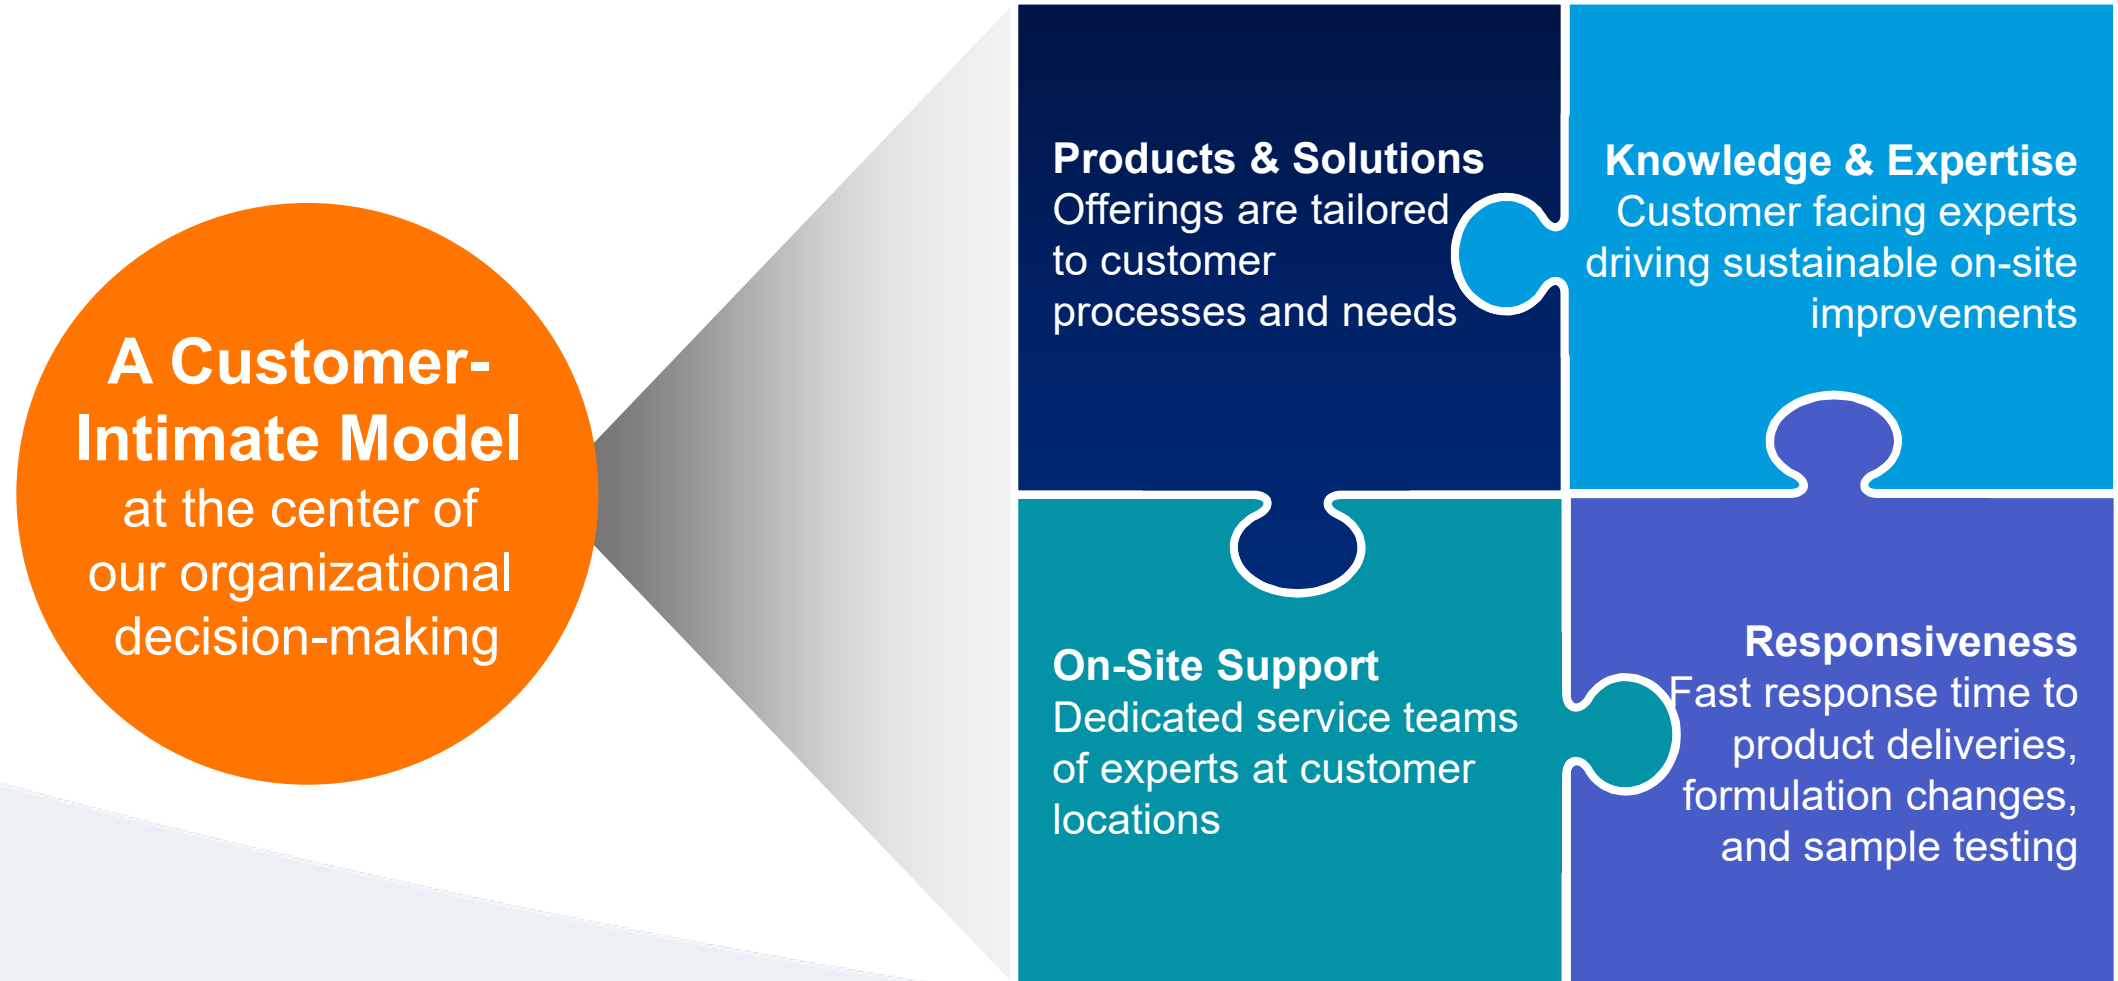 A Customer-
Intimate Model
at the center of
our organizational
decision-making
Products & Solutions
Offerings are tailored
to customer
processes and needs
Knowledge & Expertise
Customer facing experts
driving sustainable on-site
improvements
On-Site Support
Dedicated service teams
of experts at customer
locations
Responsiveness
Fast response time to
product deliveries,
formulation changes,
and sample testing